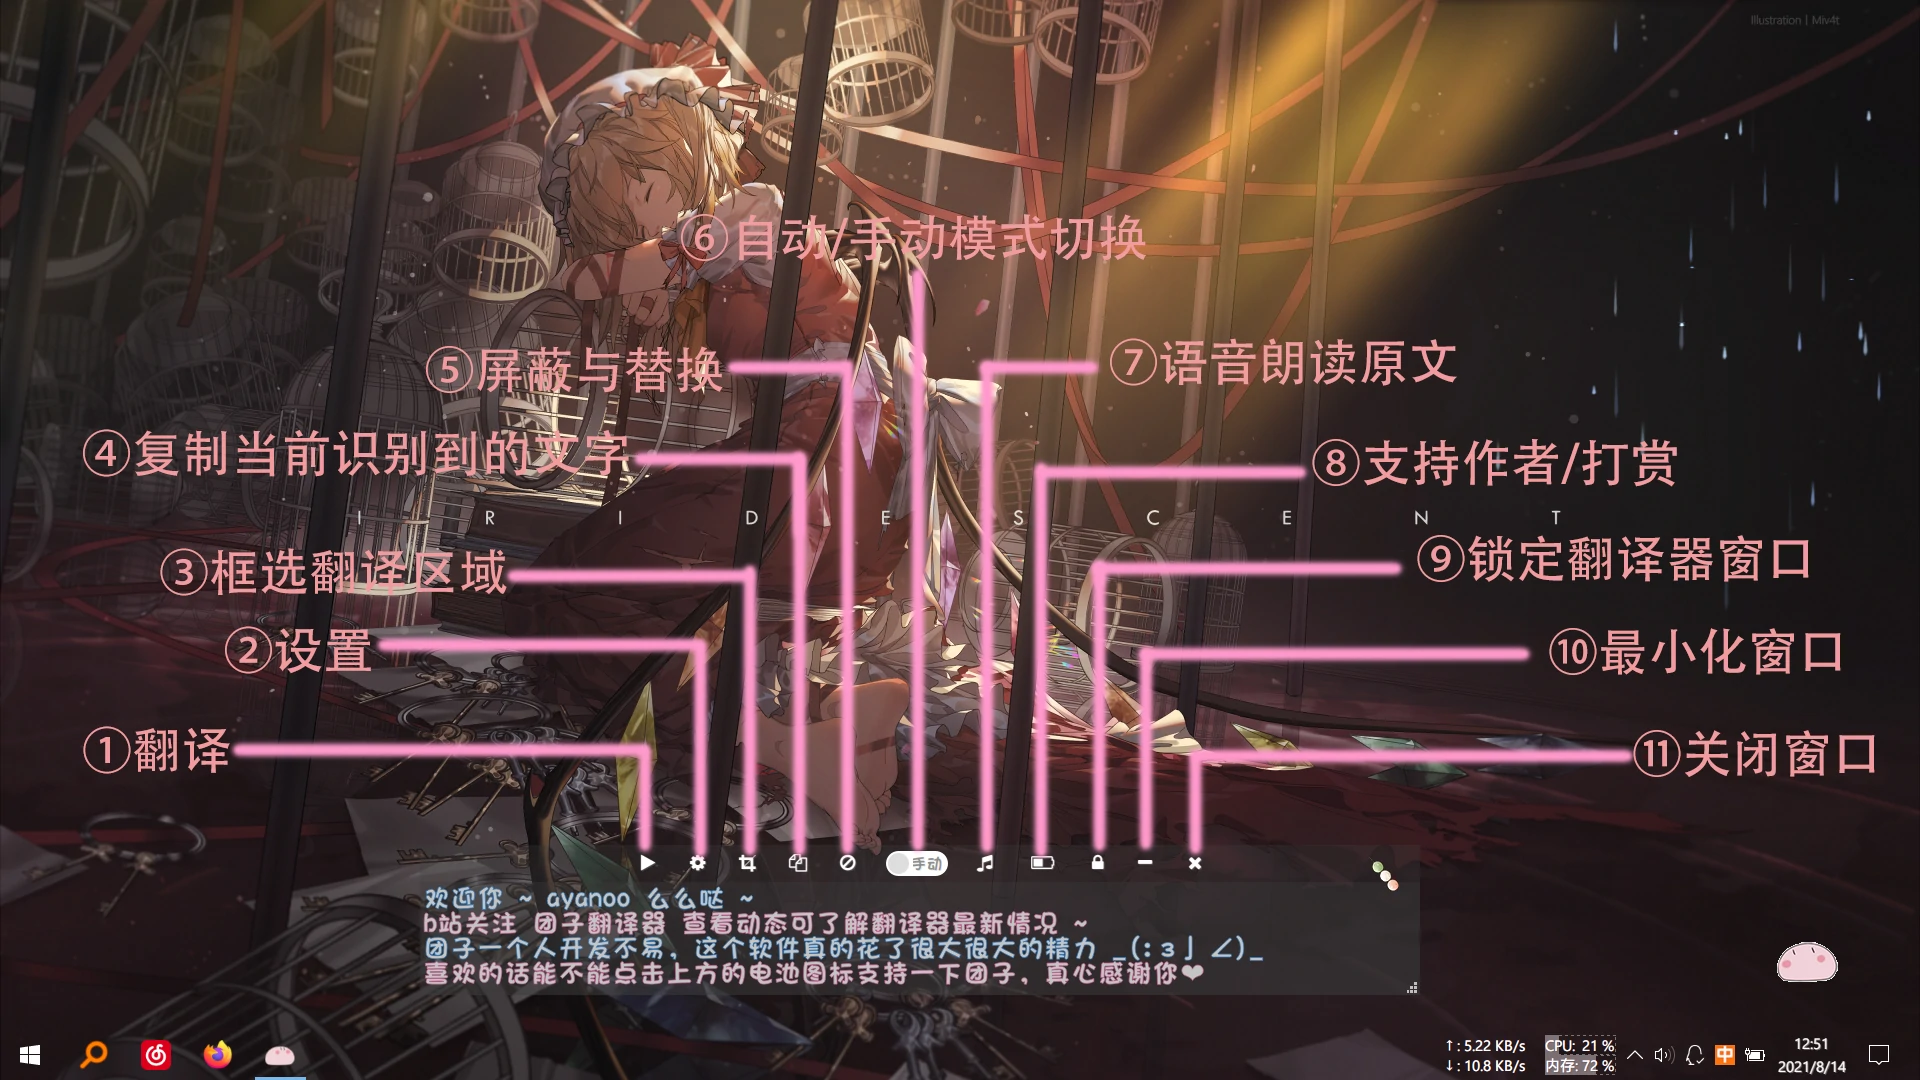 Illustration | Miv4t
⑥自动/手动模式切换
⑤屏蔽与替换
⑦语音朗读原文
④复制当前识别到的文字
⑧支持作者/打赏
I R I D E S C E N T
③框选翻译区域
⑨锁定翻译器窗口
②设置
⑩最小化窗口
①翻译
⑪关闭窗口
手动
欢迎你 ~ ayanoo 么么哒 ~
b站关注 团子翻译器 查看动态可了解翻译器最新情况 ~
团子一个人开发不易，这个软件真的花了很大很大的精力 _(:з」∠)_
喜欢的话能不能点击上方的电池图标支持一下团子，真心感谢你❤
↑: 5.22 KB/s
↓: 10.8 KB/s
CPU: 21 %
内存: 72 %
中
12:51
2021/8/14